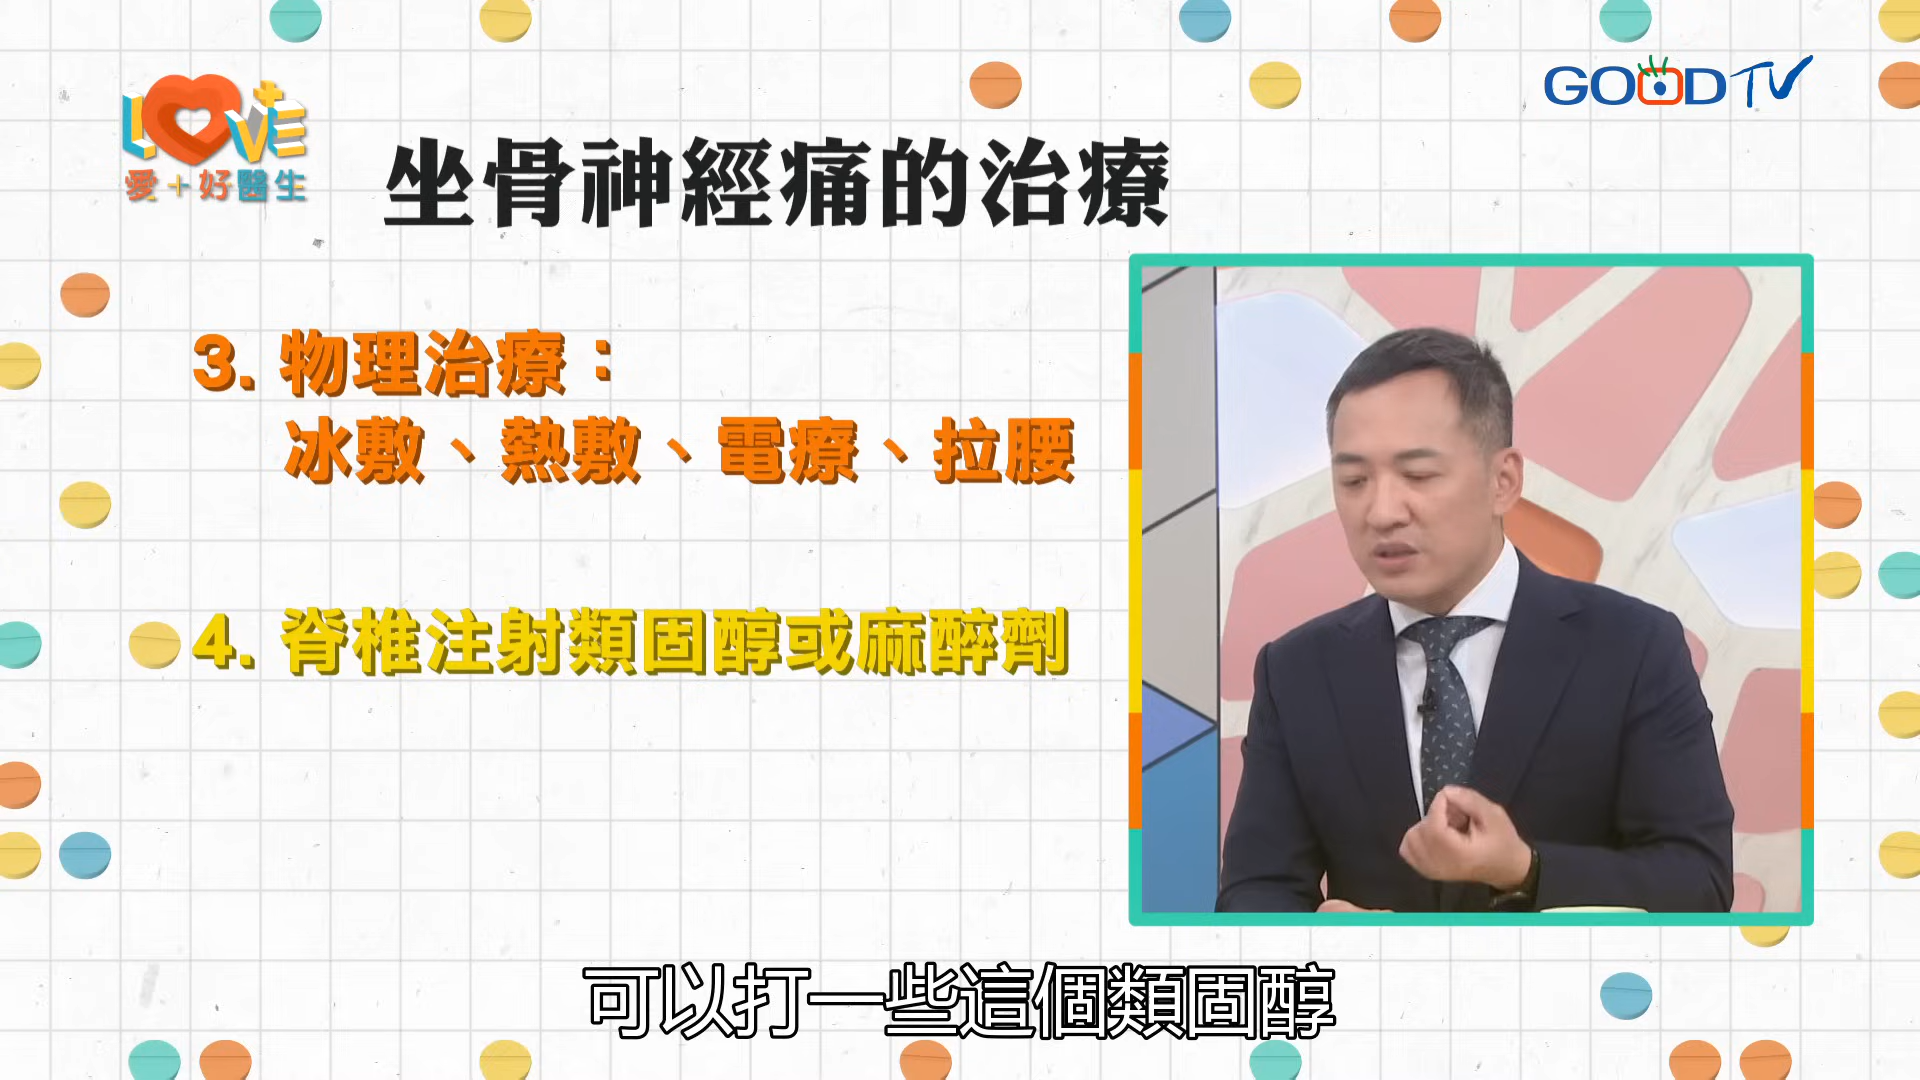 LOVE
愛+好醫生
GOOD TV
坐骨神經痛的治療
3. 物理治療：
冰敷、熱敷、電療、拉腰
4. 脊椎注射類固醇或麻醉劑
可以打一些這個類固醇